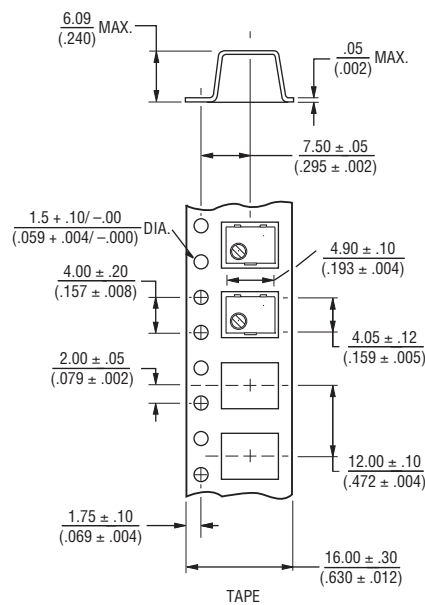 6.09
(.240) MAX.
.05
(.002) MAX.
7.50 ± .05
(.295 ± .002)
1.5 + .10/ –.00
(.059 + .004/ –.000) DIA.
4.90 ± .10
(.193 ± .004)
4.00 ± .20
(.157 ± .008)
4.05 ± .12
(.159 ± .005)
2.00 ± .05
(.079 ± .002)
12.00 ± .10
(.472 ± .004)
1.75 ± .10
(.069 ± .004)
16.00 ± .30
(.630 ± .012)
TAPE